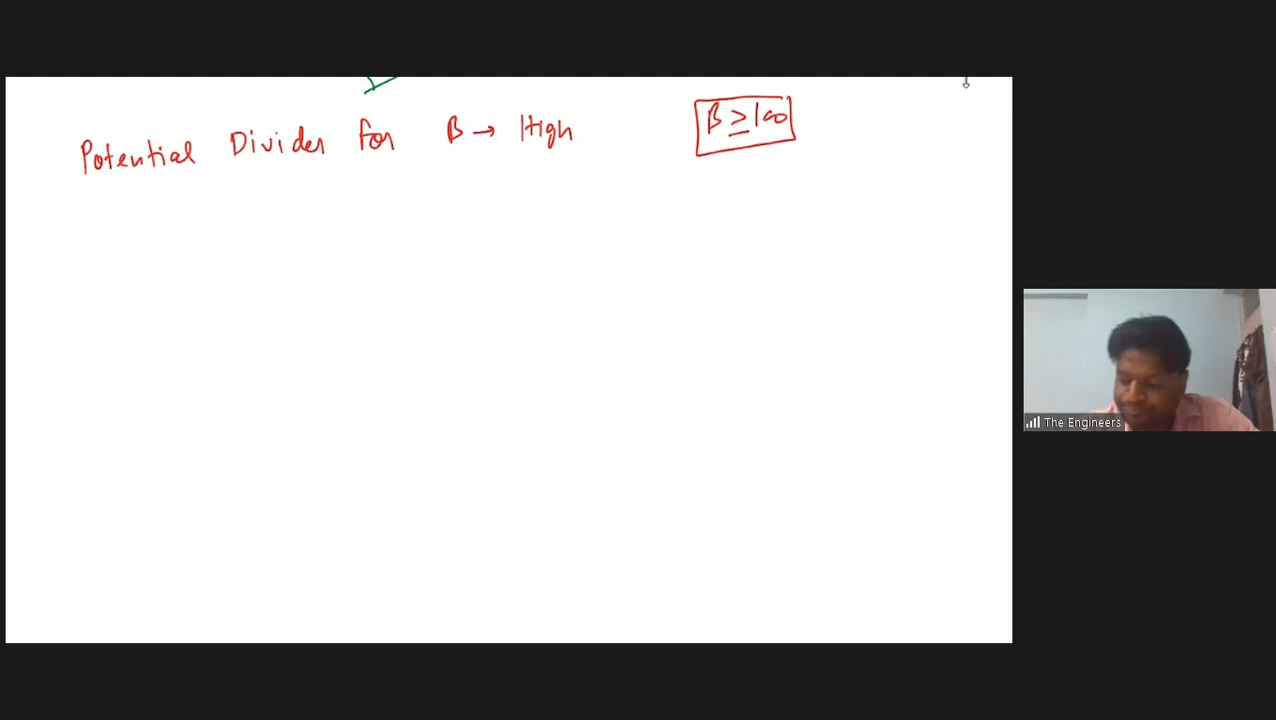 Potential Divider for β → High
β ≥ 100
The Engineers